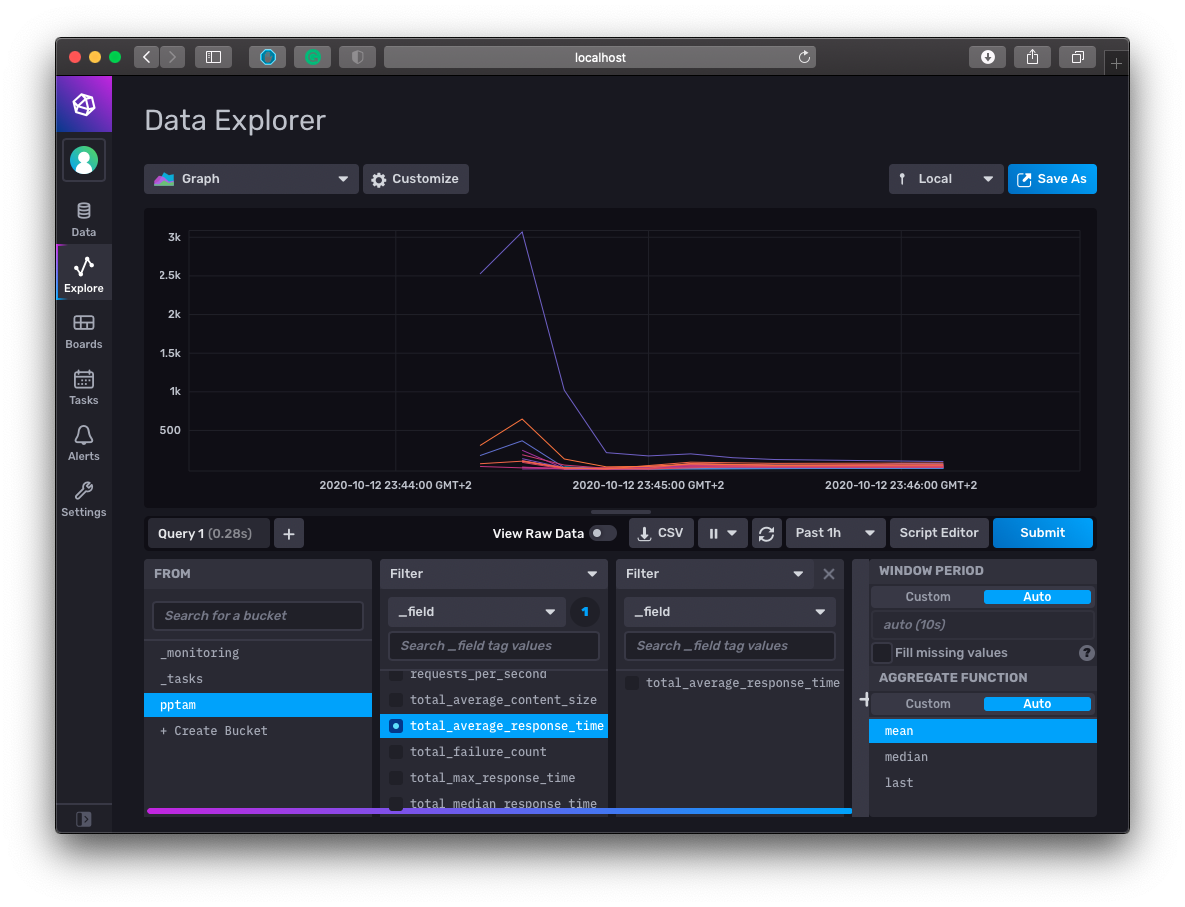 localhost
Data Explorer
Graph
Customize
Local
Save As
Data
Explore
Boards
Tasks
Alerts
Settings
3k
2.5k
2k
1.5k
1k
500
2020-10-12 23:44:00 GMT+2
2020-10-12 23:45:00 GMT+2
2020-10-12 23:46:00 GMT+2
Query 1 (0.28s)
View Raw Data
CSV
Past 1h
Script Editor
Submit
FROM
Search for a bucket
_monitoring
_tasks
pptam
+ Create Bucket
Filter
_field
1
Search _field tag values
requests_per_second
total_average_content_size
total_average_response_time
total_failure_count
total_max_response_time
total_median_response_time
Filter
_field
Search _field tag values
total_average_response_time
WINDOW PERIOD
Custom
Auto
auto (10s)
Fill missing values
?
AGGREGATE FUNCTION
Custom
Auto
mean
median
last